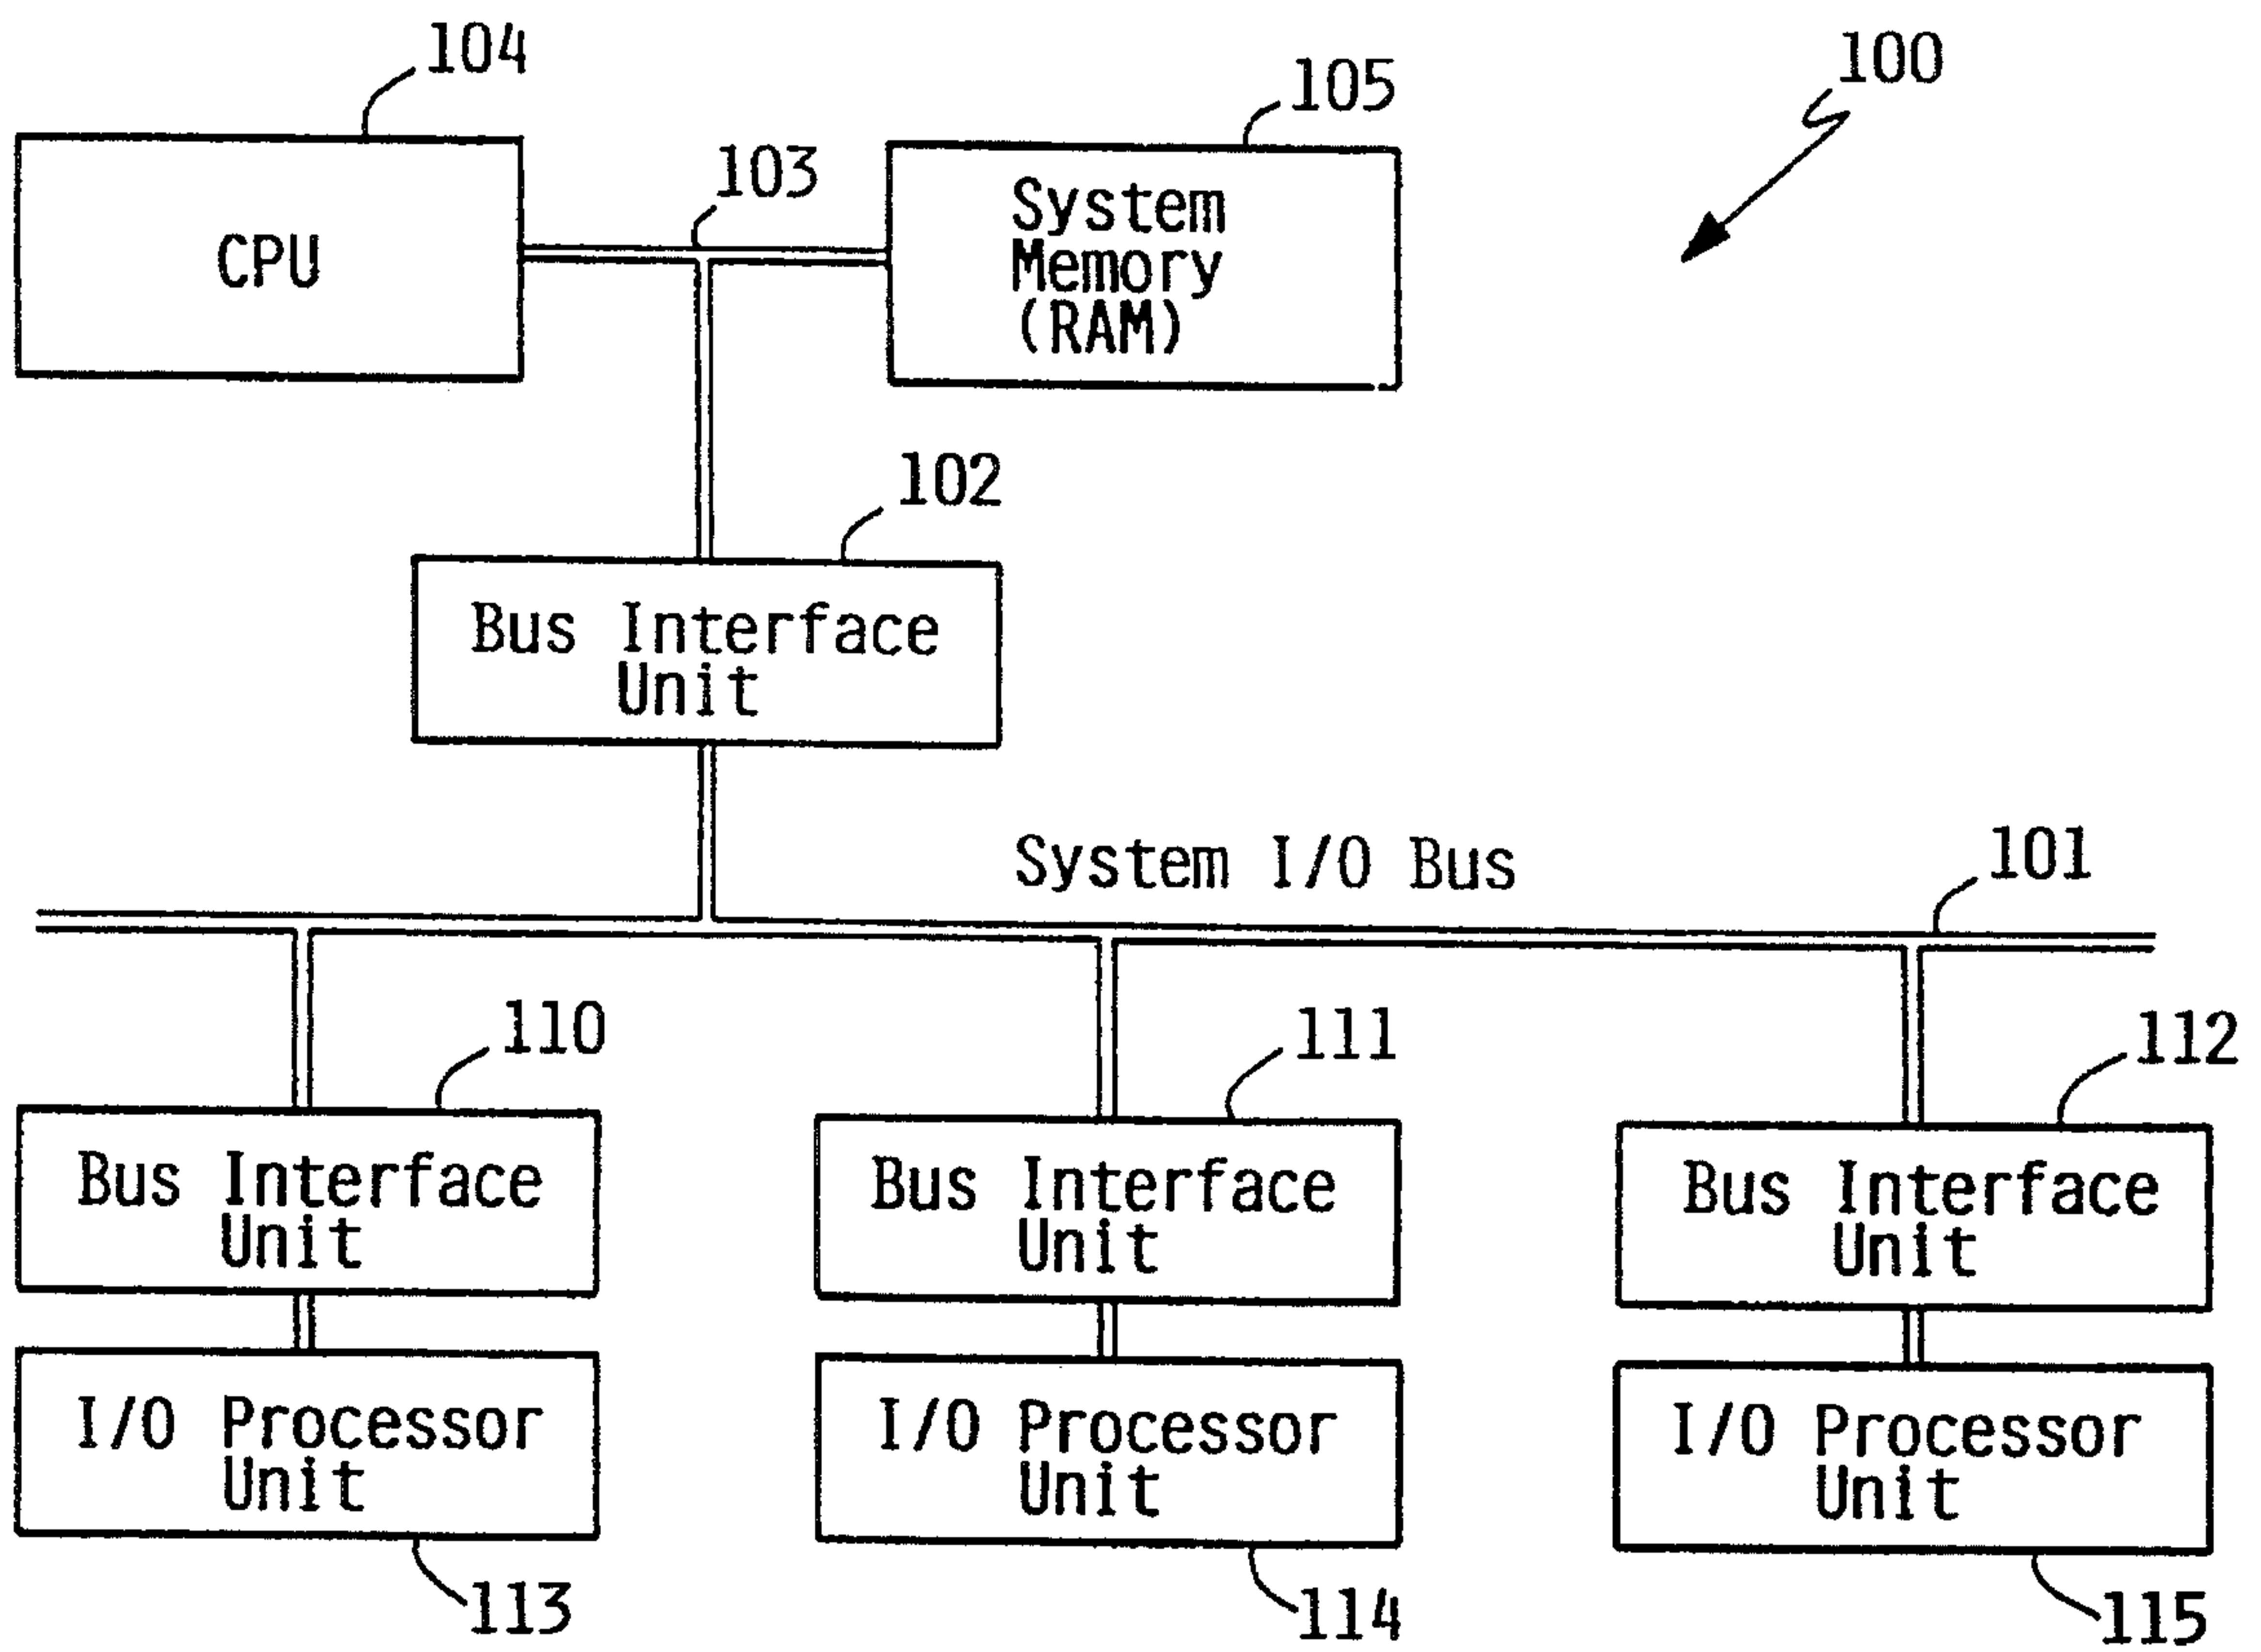 104
105
100
103
CPU
System
Memory
(RAM)
102
Bus Interface
Unit
System I/O Bus
101
110
111
112
Bus Interface
Unit
Bus Interface
Unit
Bus Interface
Unit
I/O Processor
Unit
I/O Processor
Unit
I/O Processor
Unit
113
114
115